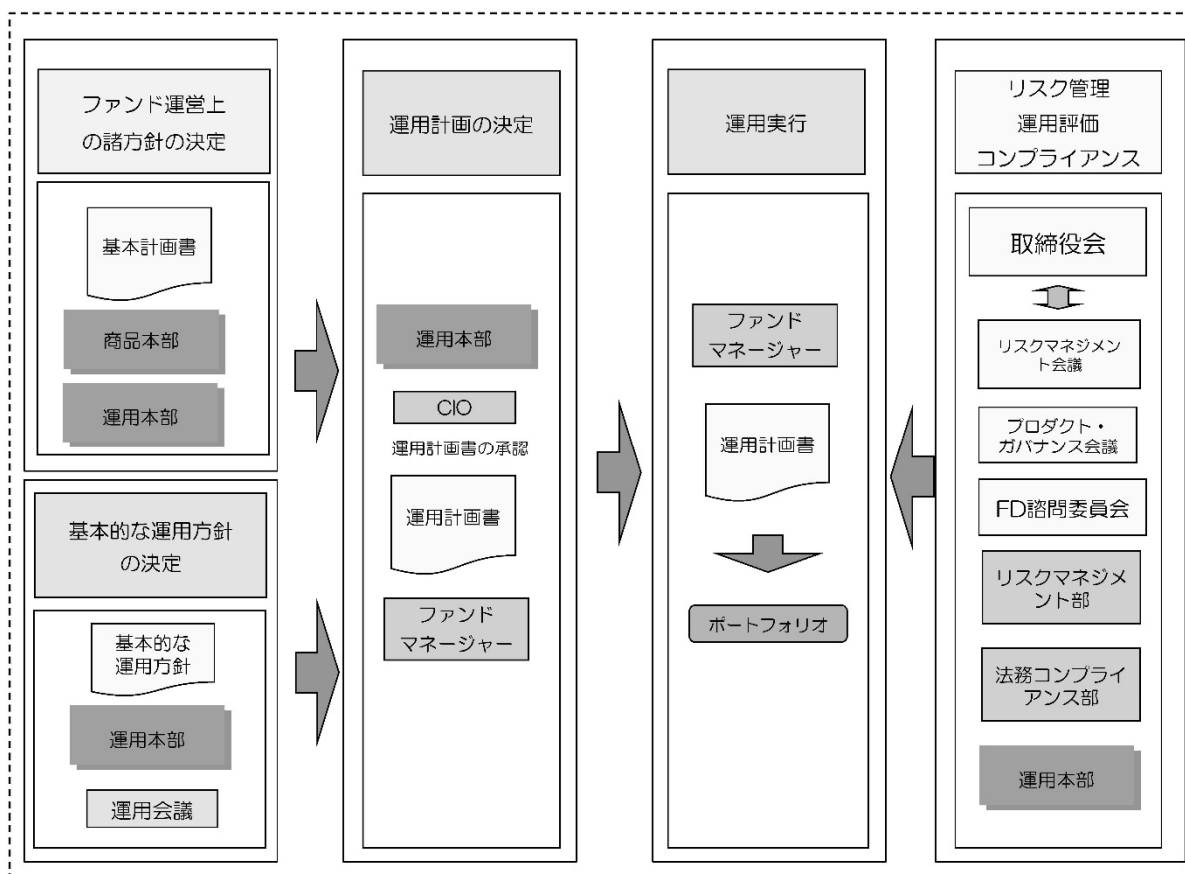 ファンド運営上
の諸方針の決定
基本計画書
商品本部
運用本部
基本的な運用方針
の決定
基本的な
運用方針
運用本部
運用会議
運用計画の決定
運用本部
CIO
運用計画書の承認
運用計画書
ファンド
マネージャー
運用実行
ファンド
マネージャー
運用計画書
ポートフォリオ
リスク管理
運用評価
コンプライアンス
取締役会
リスクマネジメン
ト会議
プロダクト・
ガバナンス会議
FD諮問委員会
リスクマネジメ
ント部
法務コンプライ
アンス部
運用本部